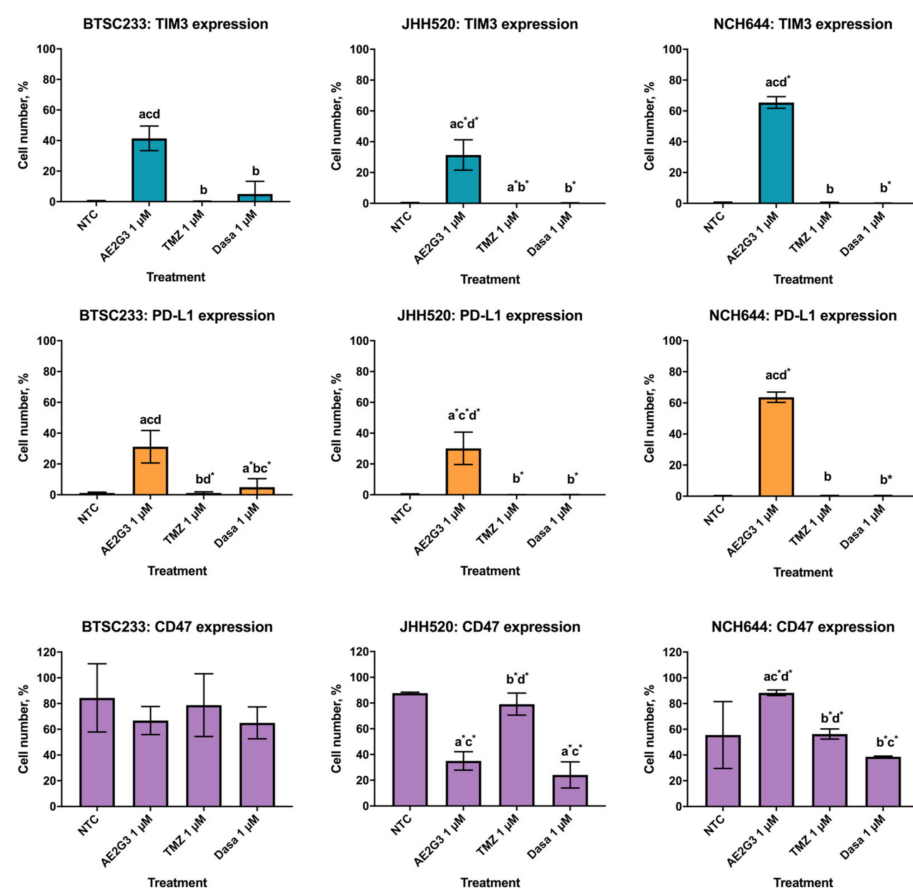 BTSC233: TIM3 expression
Cell number, %
100
80
60
40
20
0
acd
b
b
NTC
AE2G3 1 µM
TMZ 1 µM
Dasa 1 µM
Treatment
JHH520: TIM3 expression
Cell number, %
100
80
60
40
20
0
ac*d*
a*b*
b*
NTC
AE2G3 1 µM
TMZ 1 µM
Dasa 1 µM
Treatment
NCH644: TIM3 expression
Cell number, %
100
80
60
40
20
0
acd*
b
b*
NTC
AE2G3 1 µM
TMZ 1 µM
Dasa 1 µM
Treatment
BTSC233: PD-L1 expression
Cell number, %
100
80
60
40
20
0
acd
bd*
a*bc*
NTC
AE2G3 1 µM
TMZ 1 µM
Dasa 1 µM
Treatment
JHH520: PD-L1 expression
Cell number, %
100
80
60
40
20
0
a*c*d*
b*
b*
NTC
AE2G3 1 µM
TMZ 1 µM
Dasa 1 µM
Treatment
NCH644: PD-L1 expression
Cell number, %
100
80
60
40
20
0
acd*
b
b*
NTC
AE2G3 1 µM
TMZ 1 µM
Dasa 1 µM
Treatment
BTSC233: CD47 expression
Cell number, %
120
100
80
60
40
20
0
NTC
AE2G3 1 µM
TMZ 1 µM
Dasa 1 µM
Treatment
JHH520: CD47 expression
Cell number, %
120
100
80
60
40
20
0
a*c*
b*d*
a*c*
NTC
AE2G3 1 µM
TMZ 1 µM
Dasa 1 µM
Treatment
NCH644: CD47 expression
Cell number, %
120
100
80
60
40
20
0
ac*d*
b*d*
b*c*
NTC
AE2G3 1 µM
TMZ 1 µM
Dasa 1 µM
Treatment